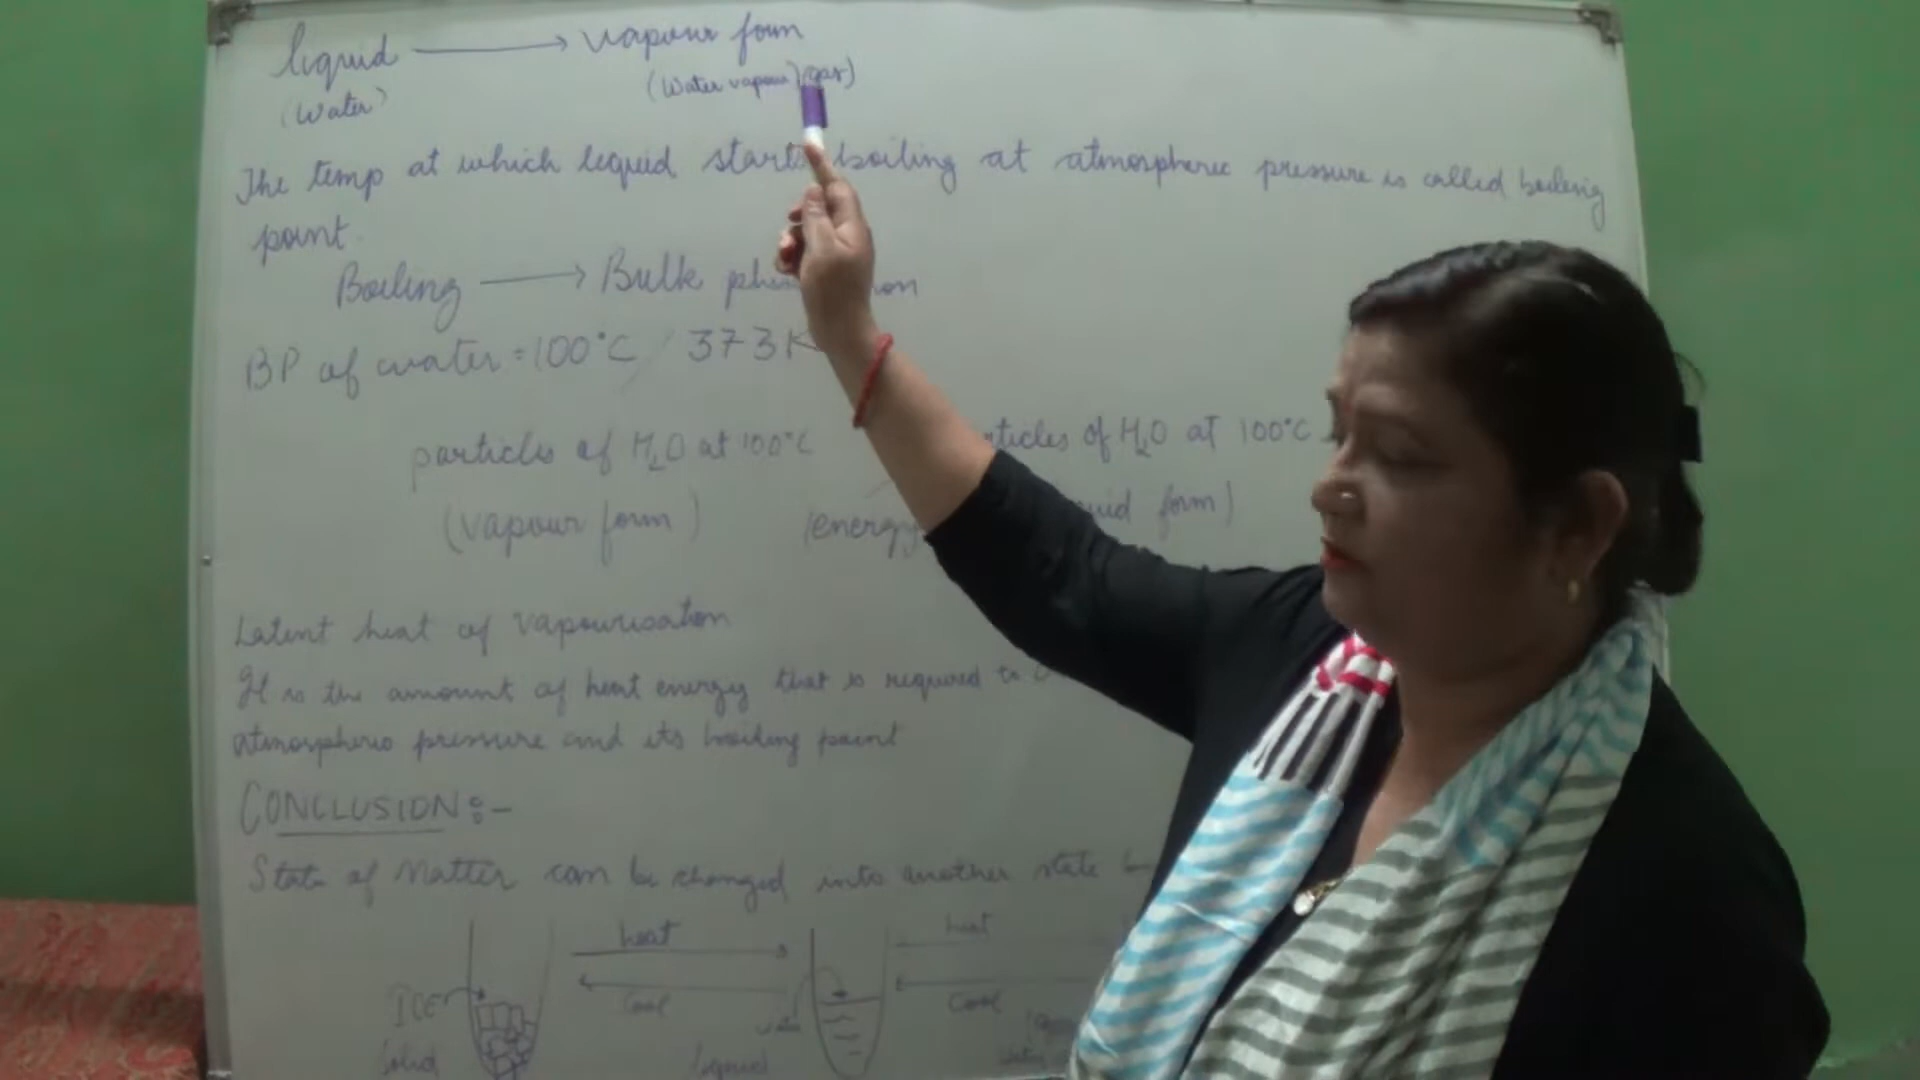 liquid → vapour form
(Water) (Water vapour) gas)
The temp at which liquid starts boiling at atmospheric pressure is called boiling
point.
Boiling → Bulk
BP of water = 100°C / 373K
particles of H2O at 100°C of H2O at 100°C
(vapour form) (energy form)
Latent heat of vapourisation
It is the amount of heat energy that is required to
atmospheric pressure and its boiling point
CONCLUSION:-
State of Matter can be changed into another state
heat heat
ICE Cool Cool
solid liquid